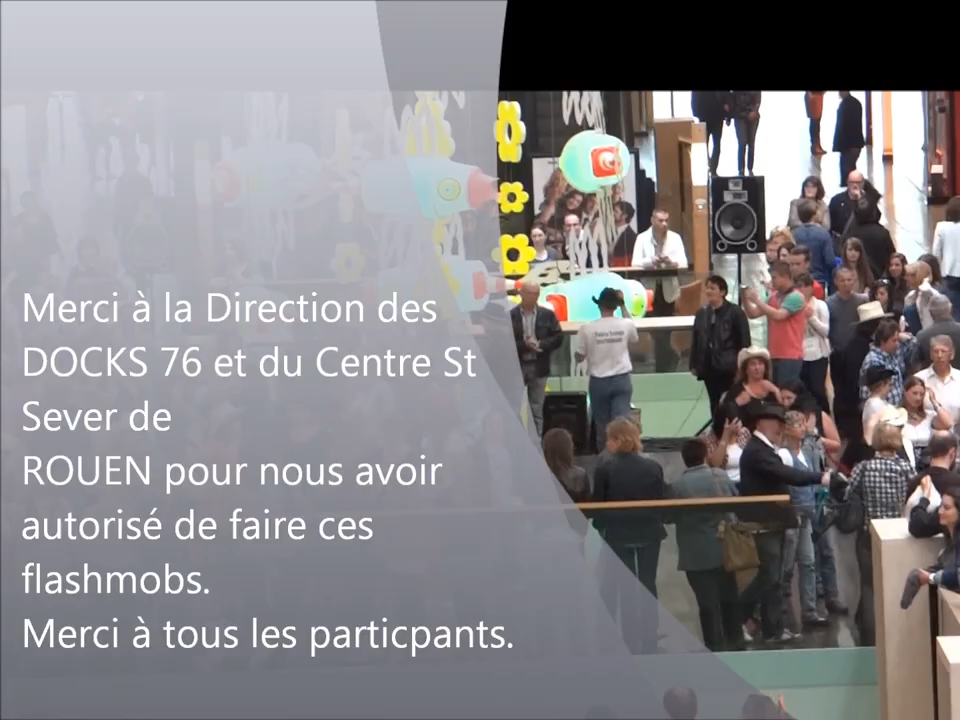 Merci à la Direction des
DOCKS 76 et du Centre St
Sever de
ROUEN pour nous avoir
autorisé de faire ces
flashmobs.
Merci à tous les particpants.